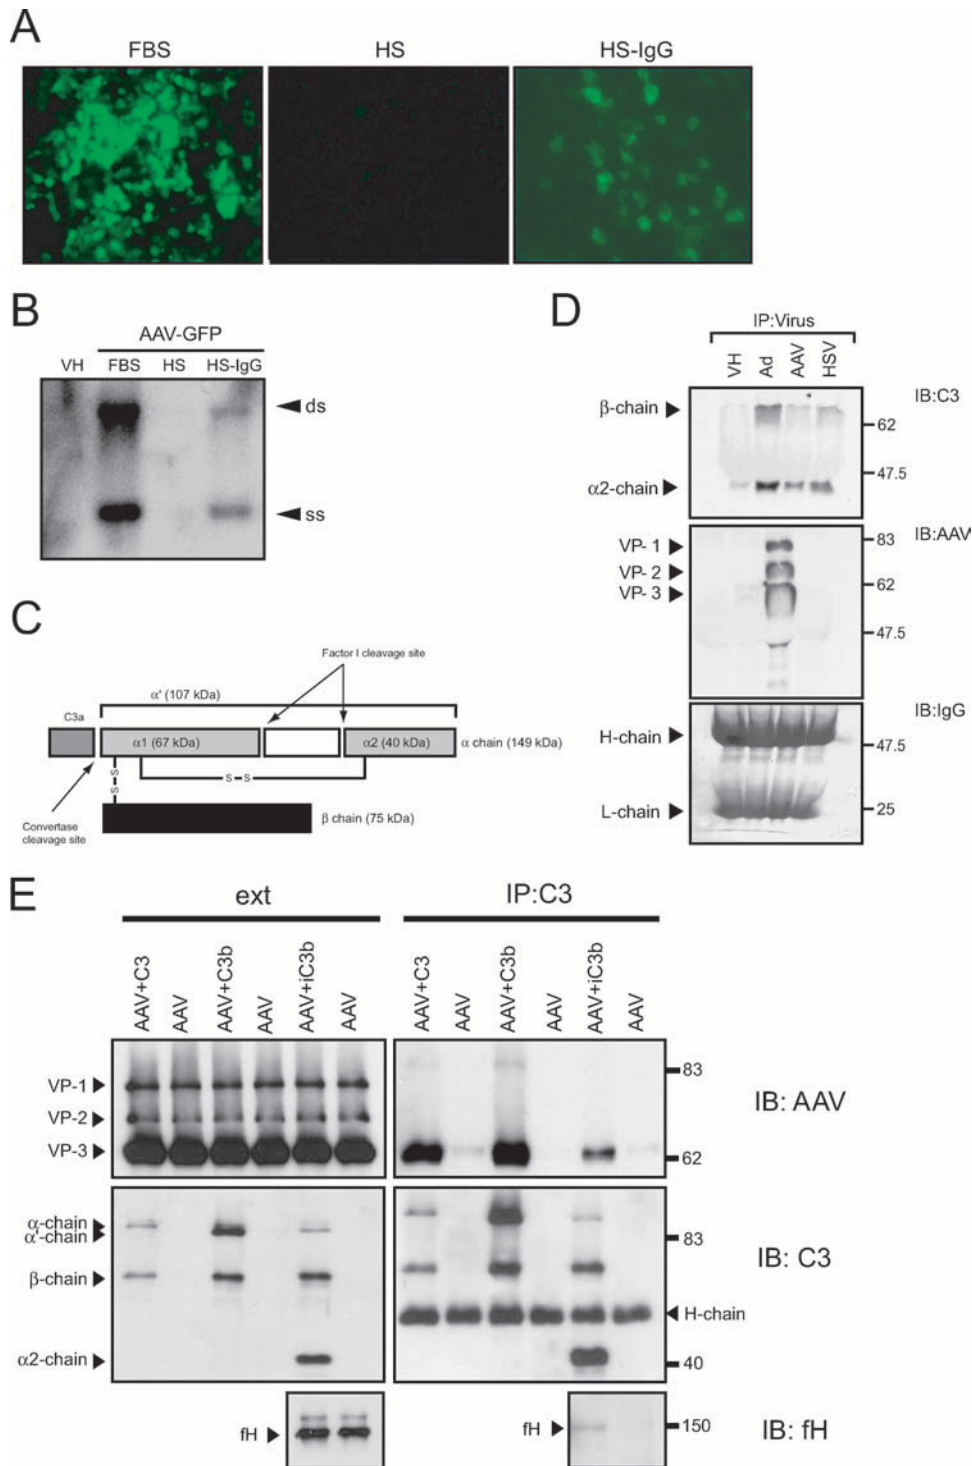 A
FBS
HS
HS-IgG
B
AAV-GFP
VH
FBS
HS
HS-IgG
ds
ss
C
Factor I cleavage site
α' (107 kDa)
C3a
α1 (67 kDa)
α2 (40 kDa)
α chain (149 kDa)
S
S
S–S
β chain (75 kDa)
Convertase
cleavage site
D
IP:Virus
VH
Ad
AAV
HSV
IB:C3
β-chain
62
47.5
α2-chain
IB:AAV
83
VP- 1
VP- 2
62
VP- 3
47.5
IB:IgG
H-chain
47.5
L-chain
25
E
ext
IP:C3
AAV+C3
AAV
AAV+C3b
AAV
AAV+iC3b
AAV
AAV+C3
AAV
AAV+C3b
AAV
AAV+iC3b
AAV
VP-1
VP-2
VP-3
83
62
IB: AAV
α-chain
α'-chain
β-chain
α2-chain
83
H-chain
40
IB: C3
fH
fH
150
IB: fH